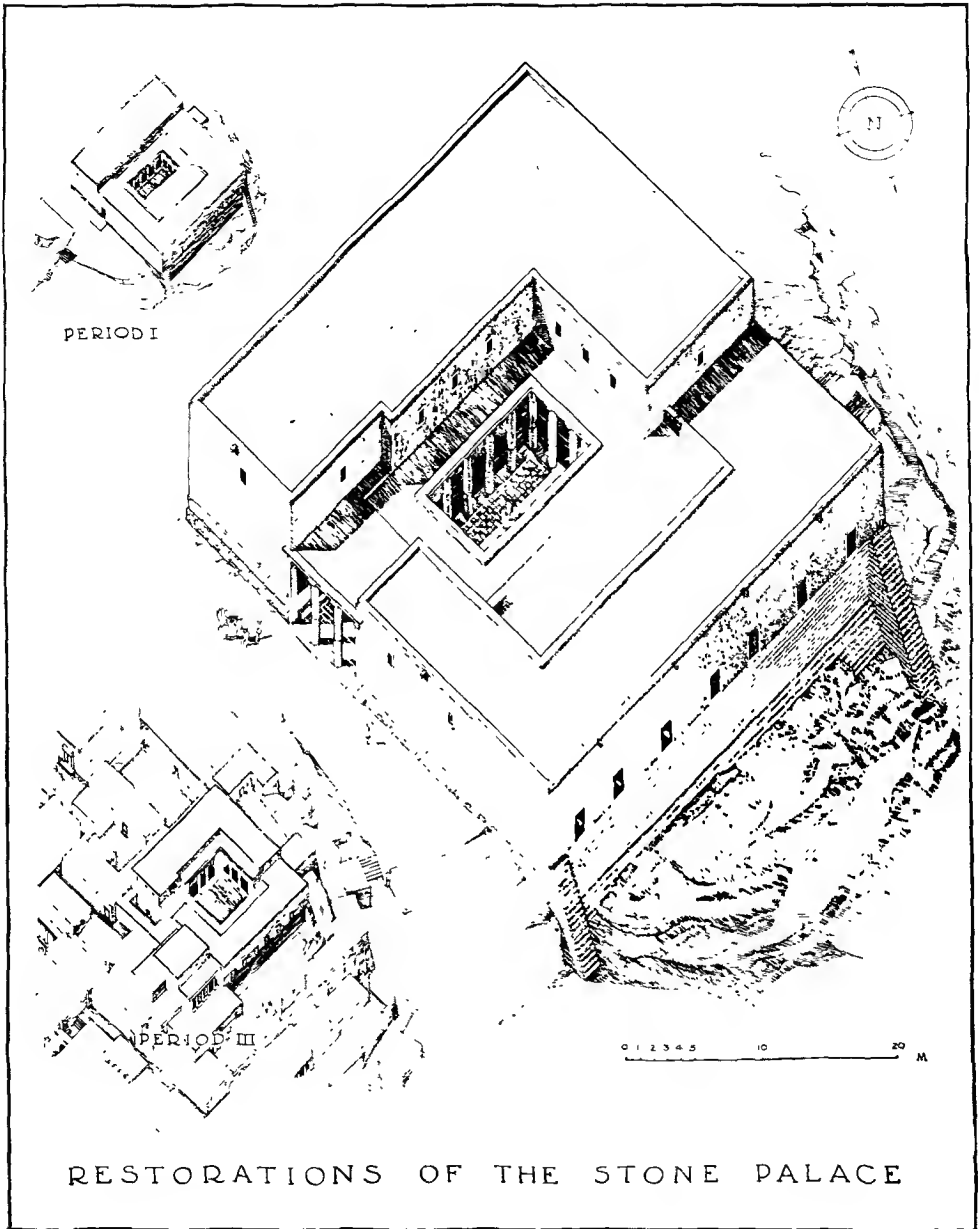 N
PERIOD I
PERIOD III
0 1 2 3 4 5 10 20 M
RESTORATIONS OF THE STONE PALACE